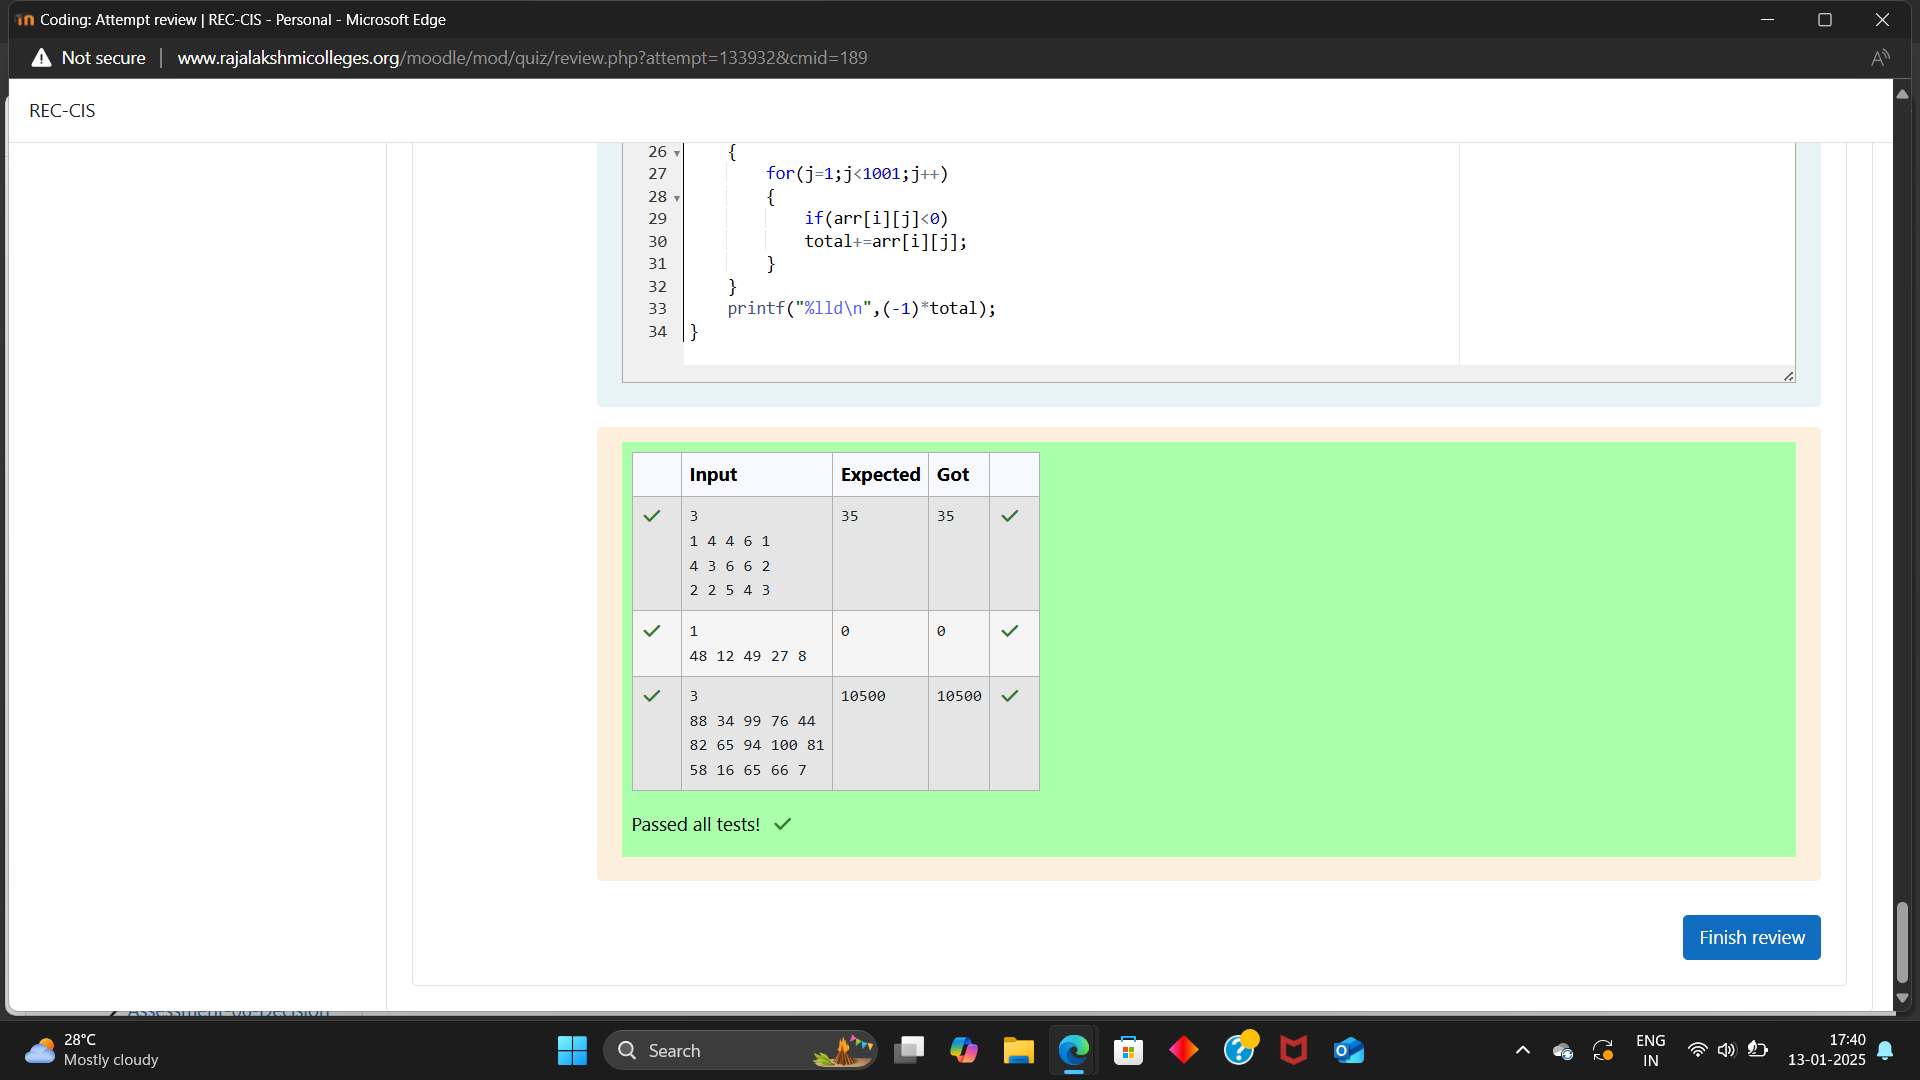 Coding: Attempt review | REC-CIS - Personal - Microsoft Edge
Not secure | www.rajalakshmicolleges.org/moodle/mod/quiz/review.php?attempt=133932&cmid=189
REC-CIS
26 {
27 for(j=1;j<1001;j++)
28 {
29 if(arr[i][j]<0)
30 total+=arr[i][j];
31 }
32 }
33 printf("%lld\n",(-1)*total);
34 }
Input Expected Got
3 35 35
1 4 4 6 1
4 3 6 6 2
2 2 5 4 3
1 0 0
48 12 49 27 8
3 10500 10500
88 34 99 76 44
82 65 94 100 81
58 16 65 66 7
Passed all tests!
Finish review
28°C
Mostly cloudy
Search
ENG
IN
17:40
13-01-2025